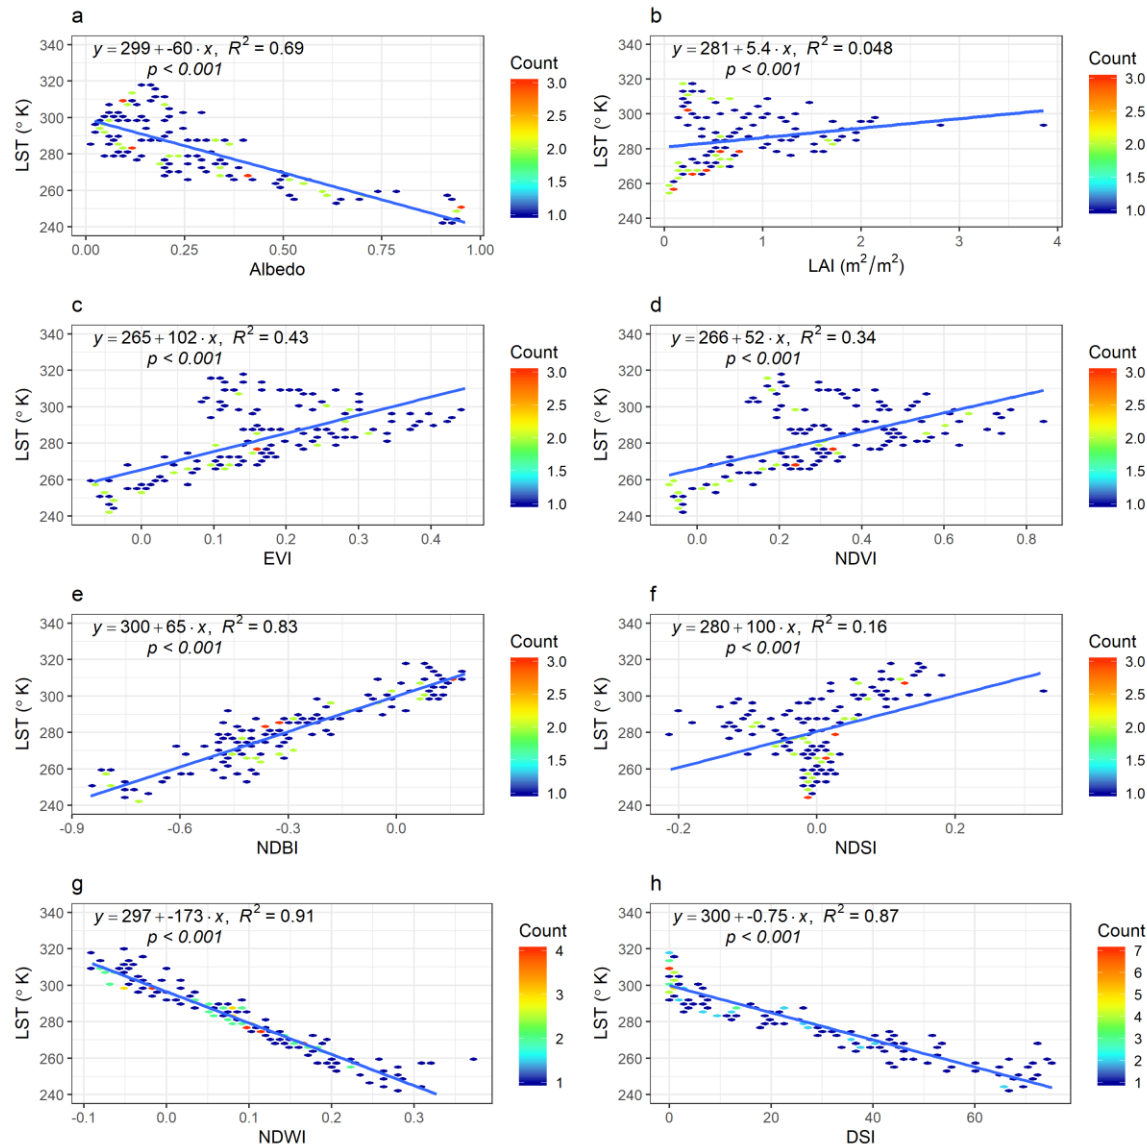 a
y = 299 + -60 · x, R² = 0.69
p < 0.001
340
320
300
280
260
240
LST (° K)
0.00 0.25 0.50 0.75 1.00
Albedo
Count
3.0
2.5
2.0
1.5
1.0
b
y = 281 + 5.4 · x, R² = 0.048
p < 0.001
340
320
300
280
260
240
LST (° K)
0 1 2 3 4
LAI (m²/m²)
Count
3.0
2.5
2.0
1.5
1.0
c
y = 265 + 102 · x, R² = 0.43
p < 0.001
340
320
300
280
260
240
LST (° K)
0.0 0.1 0.2 0.3 0.4
EVI
Count
3.0
2.5
2.0
1.5
1.0
d
y = 266 + 52 · x, R² = 0.34
p < 0.001
340
320
300
280
260
240
LST (° K)
0.0 0.2 0.4 0.6 0.8
NDVI
Count
3.0
2.5
2.0
1.5
1.0
e
y = 300 + 65 · x, R² = 0.83
p < 0.001
340
320
300
280
260
240
LST (° K)
-0.9 -0.6 -0.3 0.0
NDBI
Count
3.0
2.5
2.0
1.5
1.0
f
y = 280 + 100 · x, R² = 0.16
p < 0.001
340
320
300
280
260
240
LST (° K)
-0.2 0.0 0.2
NDSI
Count
3.0
2.5
2.0
1.5
1.0
g
y = 297 + -173 · x, R² = 0.91
p < 0.001
340
320
300
280
260
240
LST (° K)
-0.1 0.0 0.1 0.2 0.3
NDWI
Count
4
3
2
1
h
y = 300 + -0.75 · x, R² = 0.87
p < 0.001
340
320
300
280
260
240
LST (° K)
0 20 40 60
DSI
Count
7
6
5
4
3
2
1